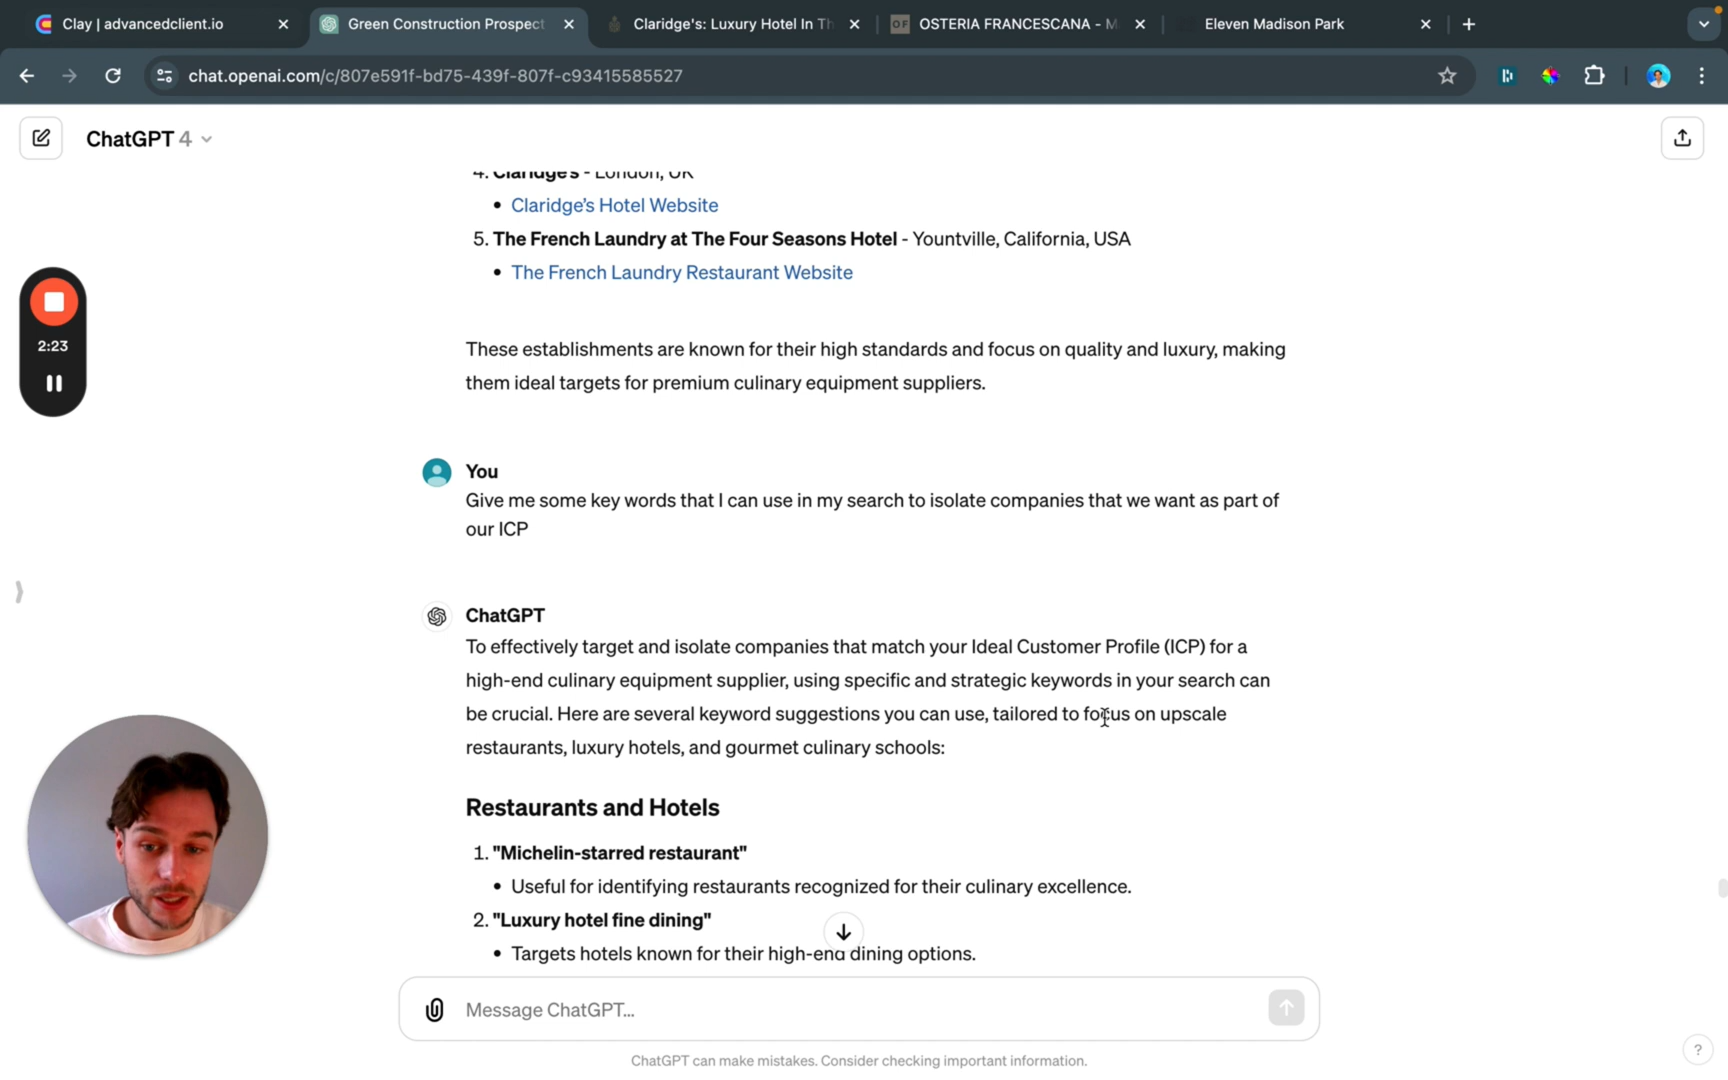 Clay | advancedclient.io
Green Construction Prospect
Claridge's: Luxury Hotel In Th
OF
OSTERIA FRANCESCANA - M
Eleven Madison Park
chat.openai.com/c/807e591f-bd75-439f-807f-c93415585527
ChatGPT 4
4. Claridge's - London, UK
• Claridge's Hotel Website
5. The French Laundry at The Four Seasons Hotel - Yountville, California, USA
• The French Laundry Restaurant Website
2:23
These establishments are known for their high standards and focus on quality and luxury, making
them ideal targets for premium culinary equipment suppliers.
You
Give me some key words that I can use in my search to isolate companies that we want as part of
our ICP
ChatGPT
To effectively target and isolate companies that match your Ideal Customer Profile (ICP) for a
high-end culinary equipment supplier, using specific and strategic keywords in your search can
be crucial. Here are several keyword suggestions you can use, tailored to focus on upscale
restaurants, luxury hotels, and gourmet culinary schools:
Restaurants and Hotels
1. "Michelin-starred restaurant"
• Useful for identifying restaurants recognized for their culinary excellence.
2. "Luxury hotel fine dining"
• Targets hotels known for their high-end dining options.
Message ChatGPT...
ChatGPT can make mistakes. Consider checking important information.
?